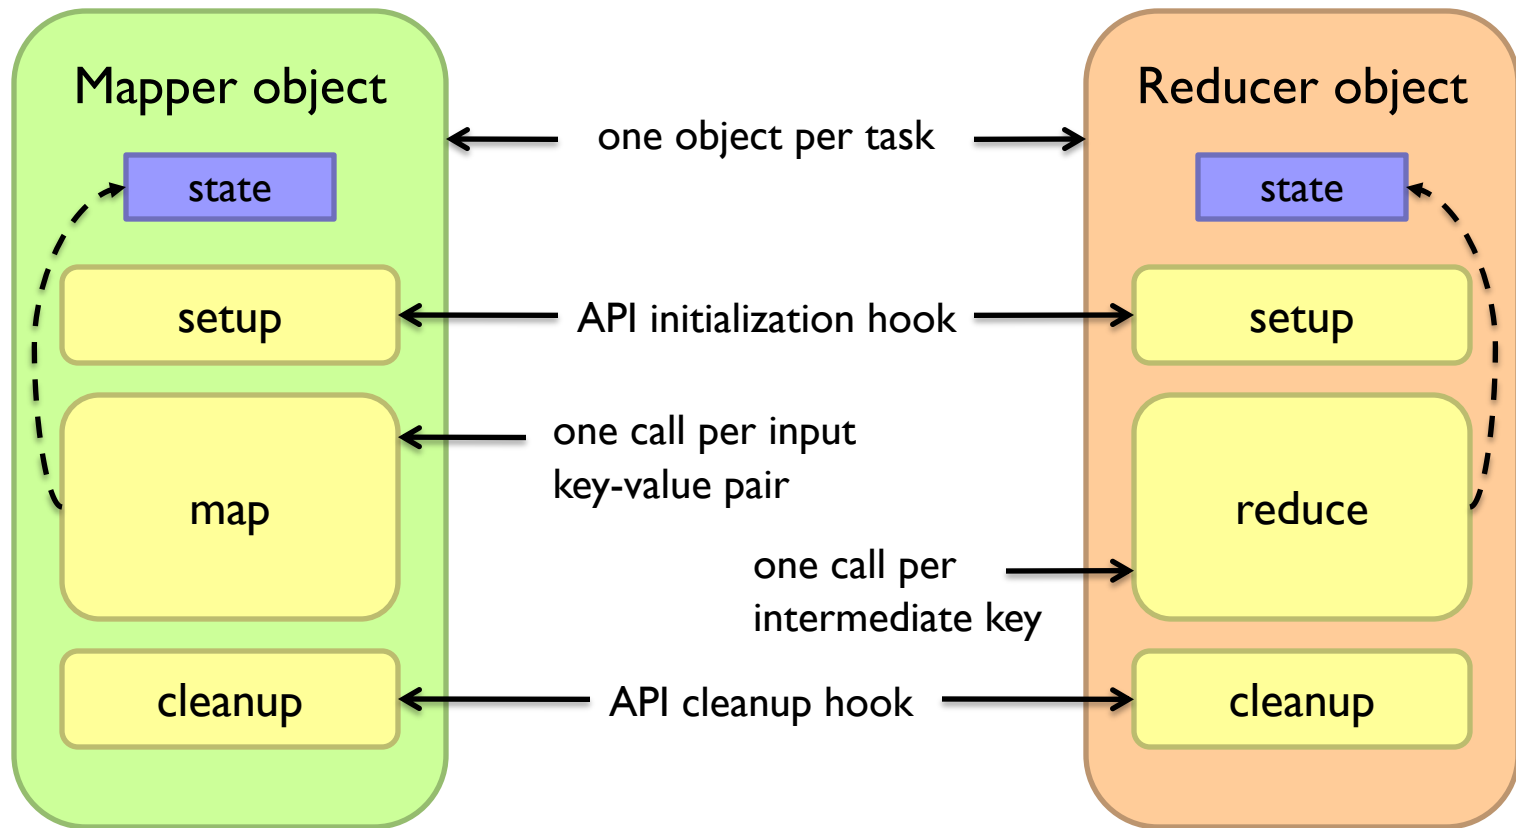 Mapper object
Reducer object
one object per task
state
state
setup
API initialization hook
setup
one call per input
key-value pair
map
reduce
one call per
intermediate key
cleanup
API cleanup hook
cleanup